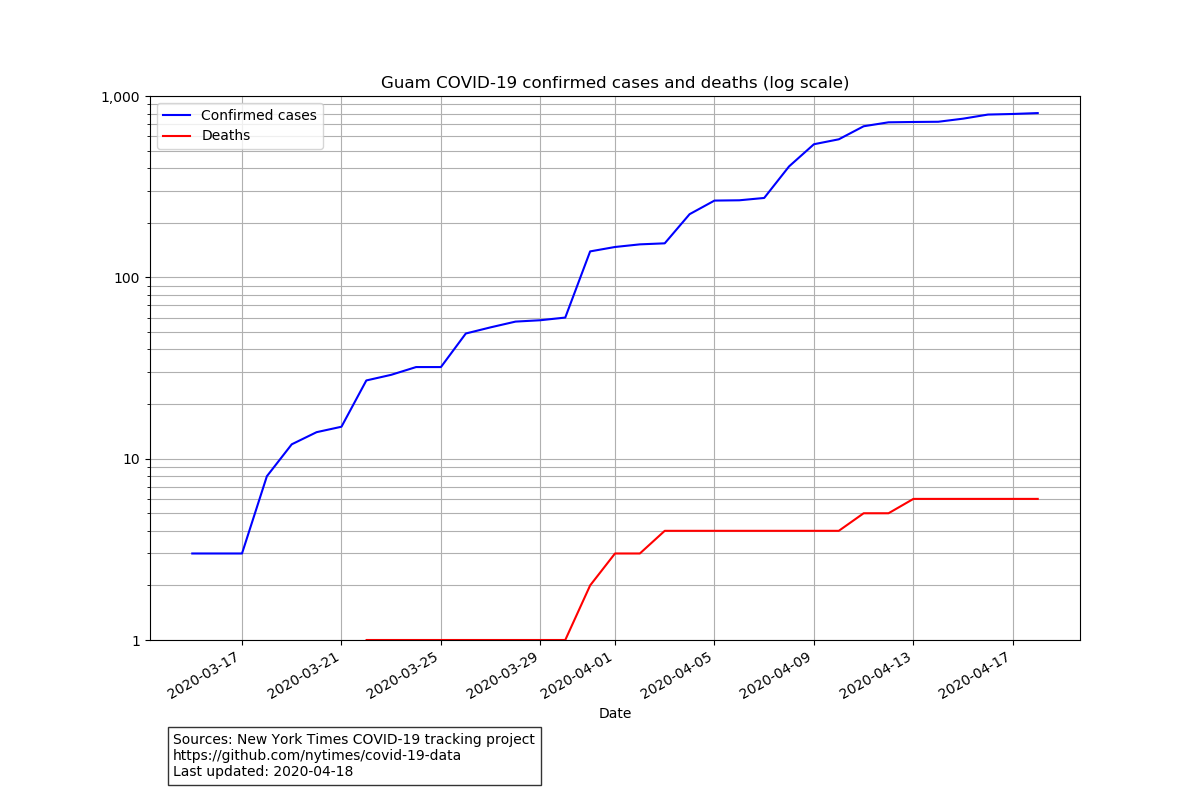 Guam COVID-19 confirmed cases and deaths (log scale)
1,000
100
10
1
Confirmed cases
Deaths
2020-03-17
2020-03-21
2020-03-25
2020-03-29
2020-04-01
2020-04-05
2020-04-09
2020-04-13
2020-04-17
Date
Sources: New York Times COVID-19 tracking project
https://github.com/nytimes/covid-19-data
Last updated: 2020-04-18